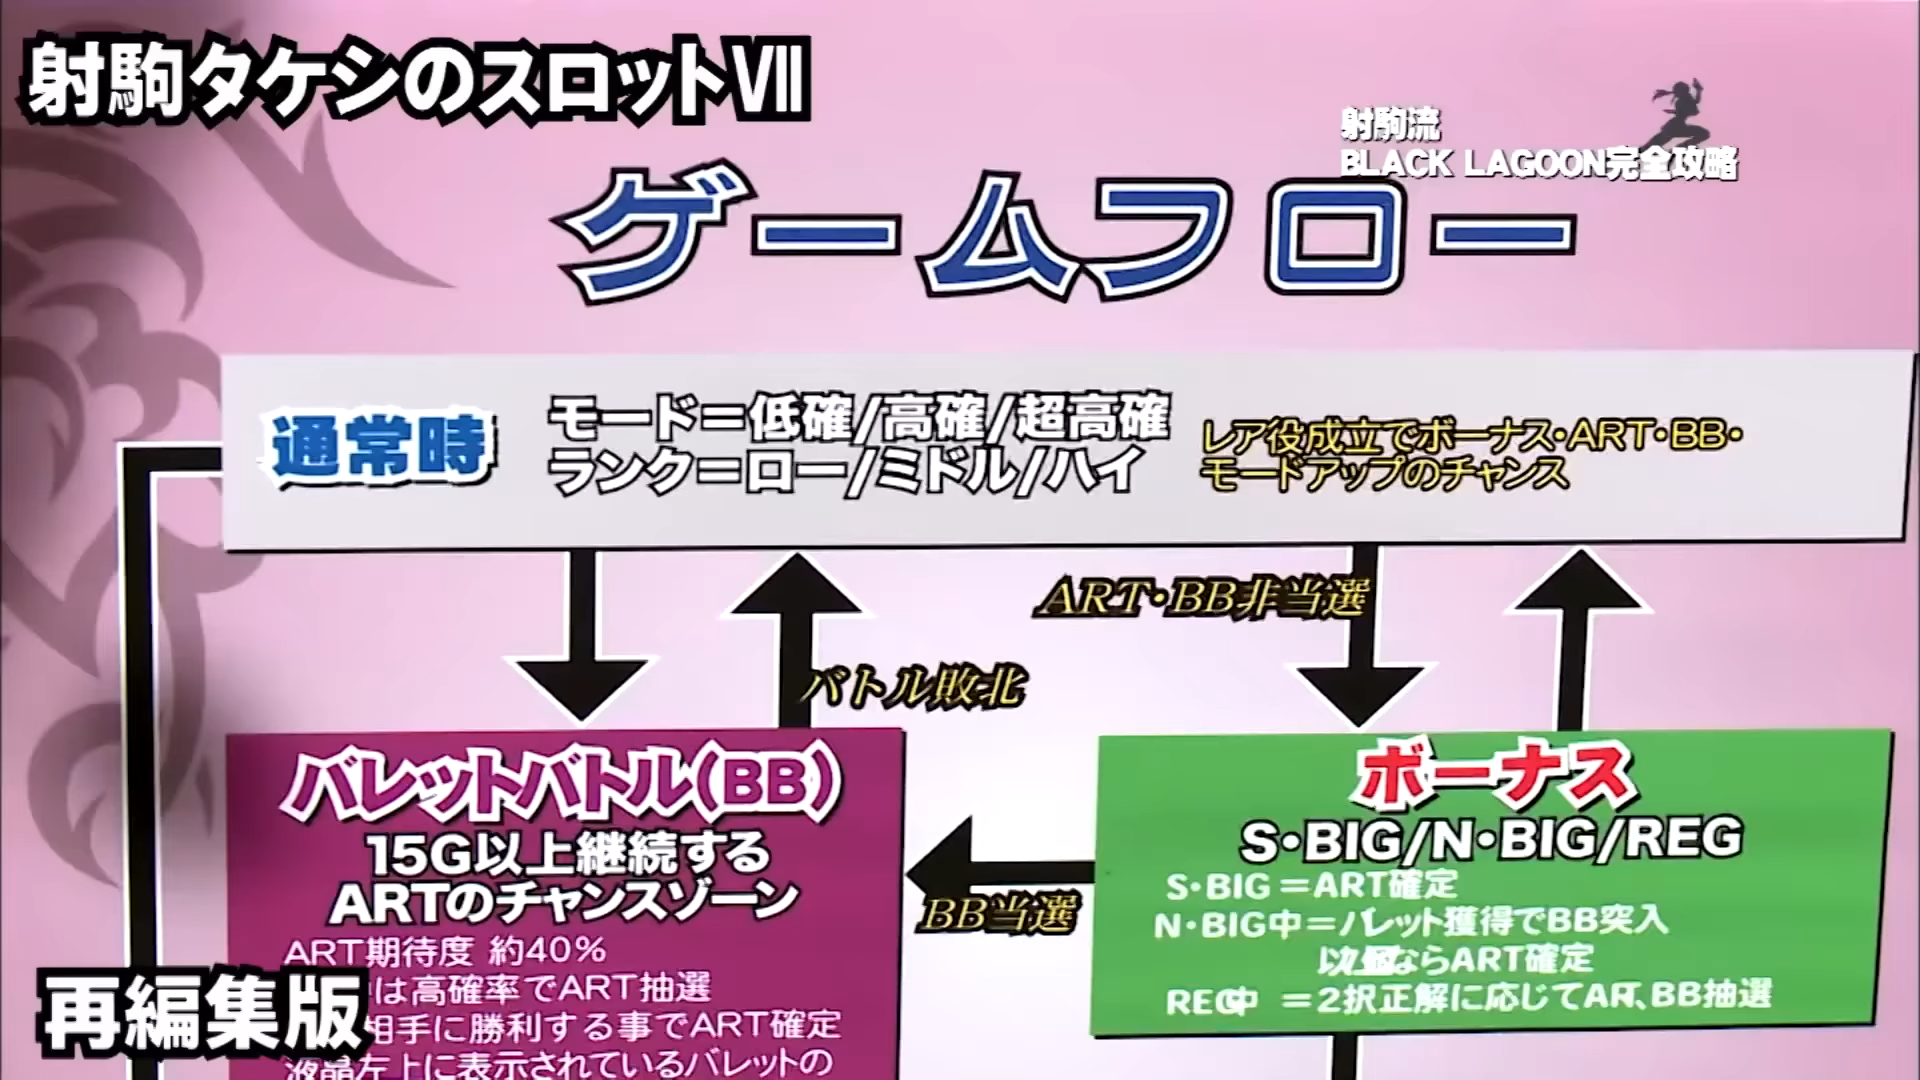 射駒タケシのスロットⅦ
射駒流
BLACK LAGOON完全攻略
ゲームフロー
通常時
モード＝低確/高確/超高確
ランク＝ロー/ミドル/ハイ
レア役成立でボーナス・ART・BB・
モードアップのチャンス
ART・BB非当選
バトル敗北
バレットバトル(BB)
15G以上継続する
ARTのチャンスゾーン
ART期待度 約40%
は高確率でART抽選
相手に勝利する事でART確定
液晶左上に表示されているバレットの
BB当選
ボーナス
S・BIG/N・BIG/REG
S・BIG＝ART確定
N・BIG中＝バレット獲得でBB突入
ならART確定
REG中 ＝2択正解に応じてART、BB抽選
再編集版